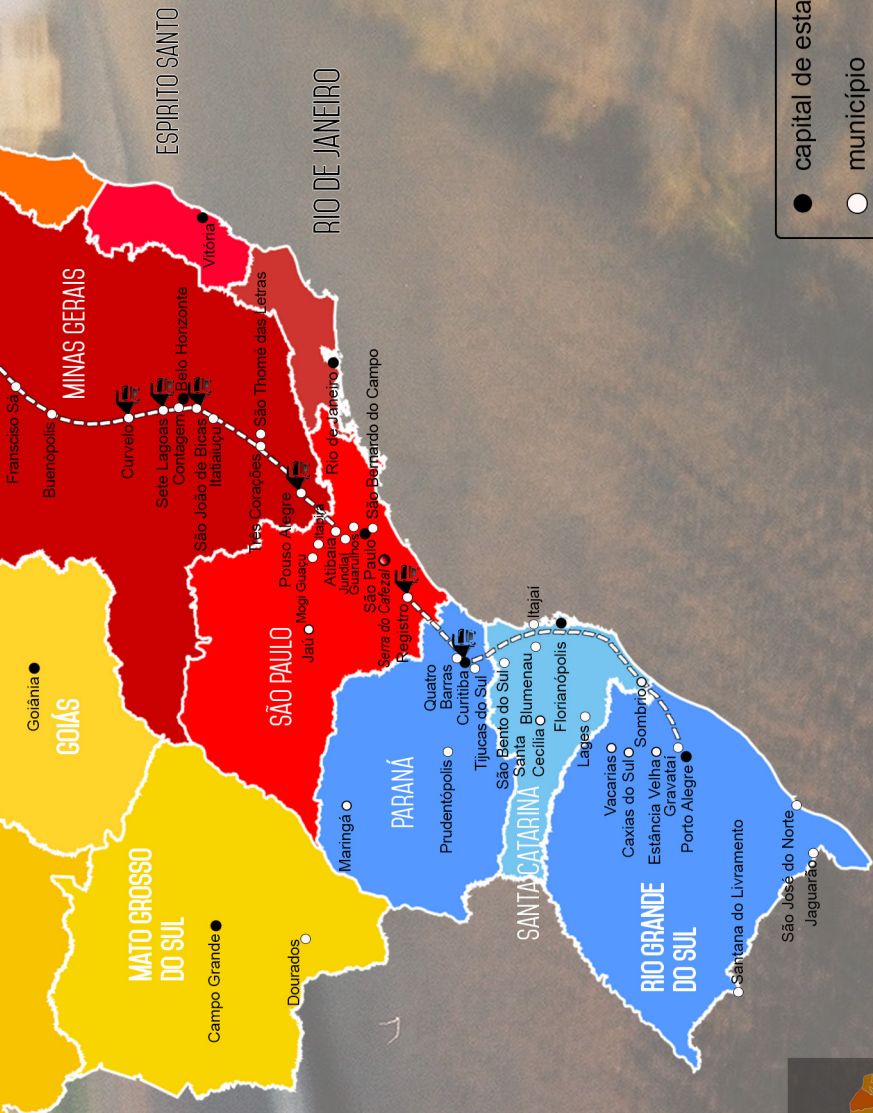 ESPIRITO SANTO
RIO DE JANEIRO
capital de esta
município
MINAS GERAIS
Fransciso Sá
Buenópolis
Curvelo
Sete Lagoas
Contagem
Belo Horizonte
São João de Bicas
Itatiaiuçu
Vitória
São Thomé das Letras
Três Corações
Pouso Alegre
Itapira
Mogi Guaçu
Atibaia
Jundiaí
Guarulhos
São Paulo
São Bernardo do Campo
Rio de Janeiro
Serra do Cafezal
Registro
Jaú
SÃO PAULO
Goiânia
GOIÁS
MATO GROSSO
DO SUL
Campo Grande
Dourados
PARANÁ
Maringá
Prudentópolis
Quatro
Barras
Curitiba
Tijucas do Sul
São Bento do Sul
SANTA CATARINA
Santa
Cecília
Blumenau
Itajaí
Florianópolis
Lages
Sombrio
RIO GRANDE
DO SUL
Vacarias
Caxias do Sul
Estância Velha
Gravataí
Porto Alegre
Santana do Livramento
São José do Norte
Jaguarão